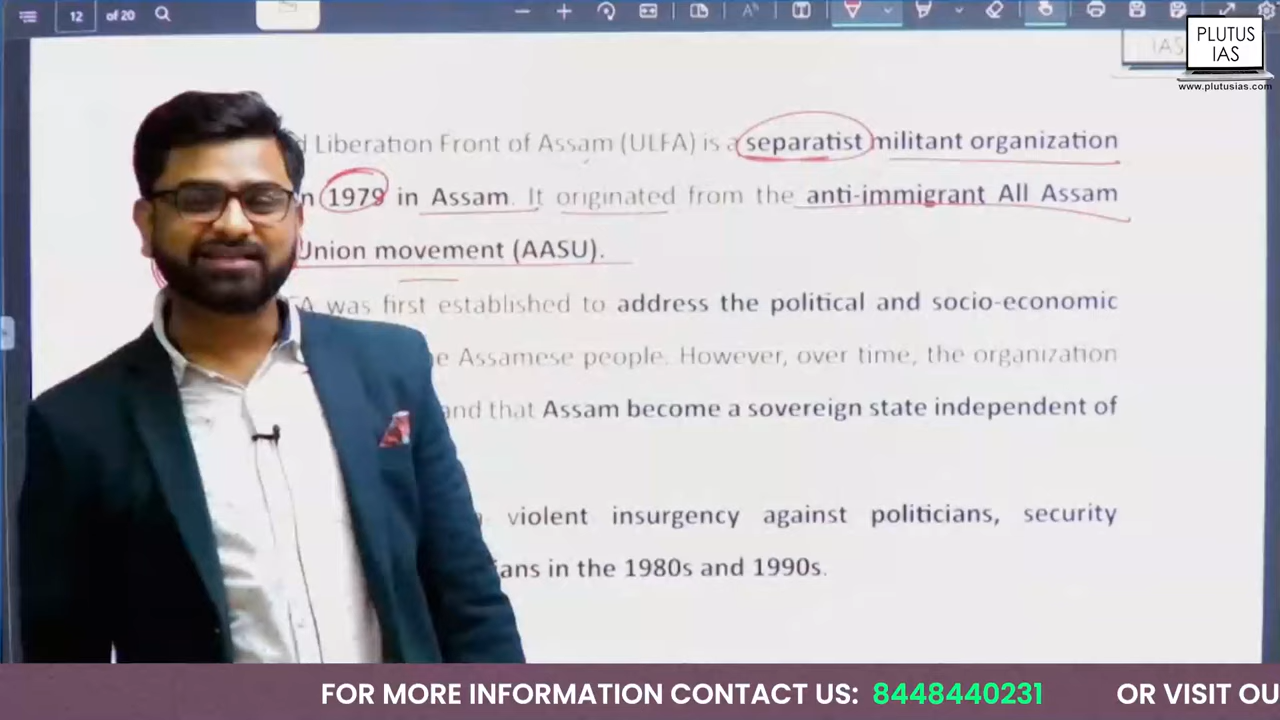 12 of 20
PLUTUS
IAS
www.plutusias.com
IAS
d Liberation Front of Assam (ULFA) is a separatist militant organization
n 1979 in Assam. It originated from the anti-immigrant All Assam
Union movement (AASU).
FA was first established to address the political and socio-economic
e Assamese people. However, over time, the organization
and that Assam become a sovereign state independent of
violent insurgency against politicians, security
ians in the 1980s and 1990s.
FOR MORE INFORMATION CONTACT US: 8448440231 OR VISIT OU